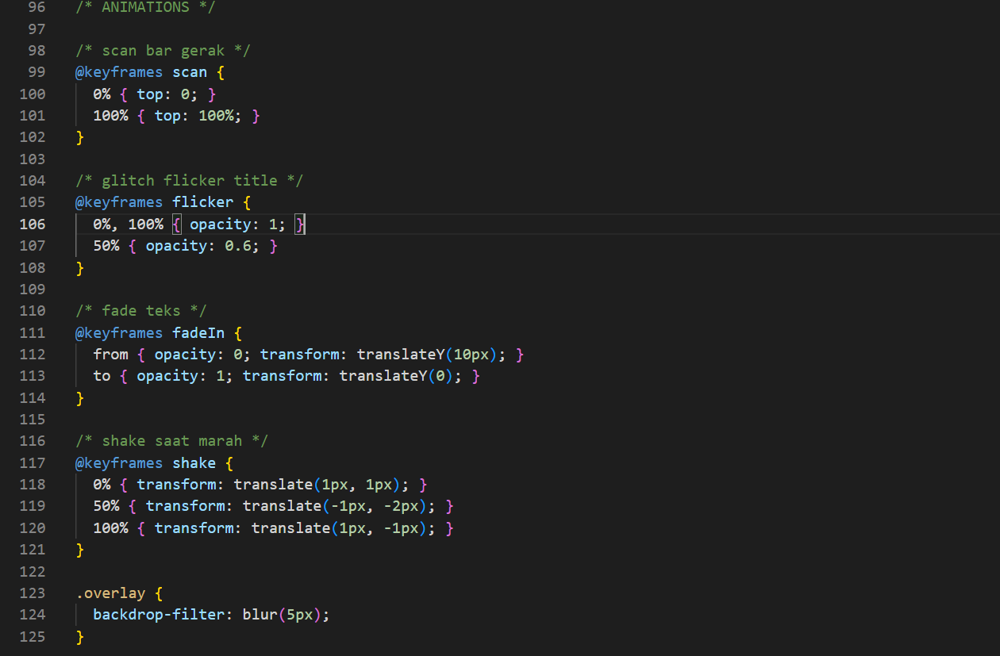 96 /* ANIMATIONS */
97
98 /* scan bar gerak */
99 @keyframes scan {
100 0% { top: 0; }
101 100% { top: 100%; }
102 }
103
104 /* glitch flicker title */
105 @keyframes flicker {
106 0%, 100% { opacity: 1; }
107 50% { opacity: 0.6; }
108 }
109
110 /* fade teks */
111 @keyframes fadeIn {
112 from { opacity: 0; transform: translateY(10px); }
113 to { opacity: 1; transform: translateY(0); }
114 }
115
116 /* shake saat marah */
117 @keyframes shake {
118 0% { transform: translate(1px, 1px); }
119 50% { transform: translate(-1px, -2px); }
120 100% { transform: translate(1px, -1px); }
121 }
122
123 .overlay {
124 backdrop-filter: blur(5px);
125 }